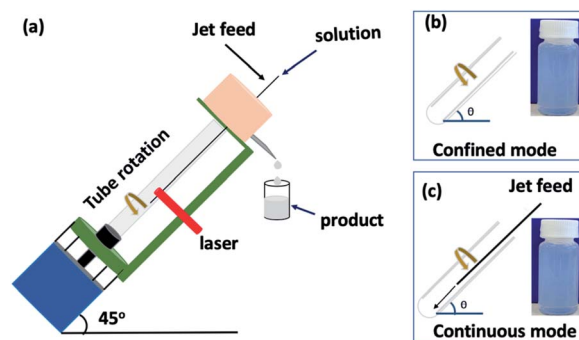 (a)
Jet feed
solution
Tube rotation
laser
product
45°
(b)
θ
Confined mode
(c)
Jet feed
θ
Continuous mode